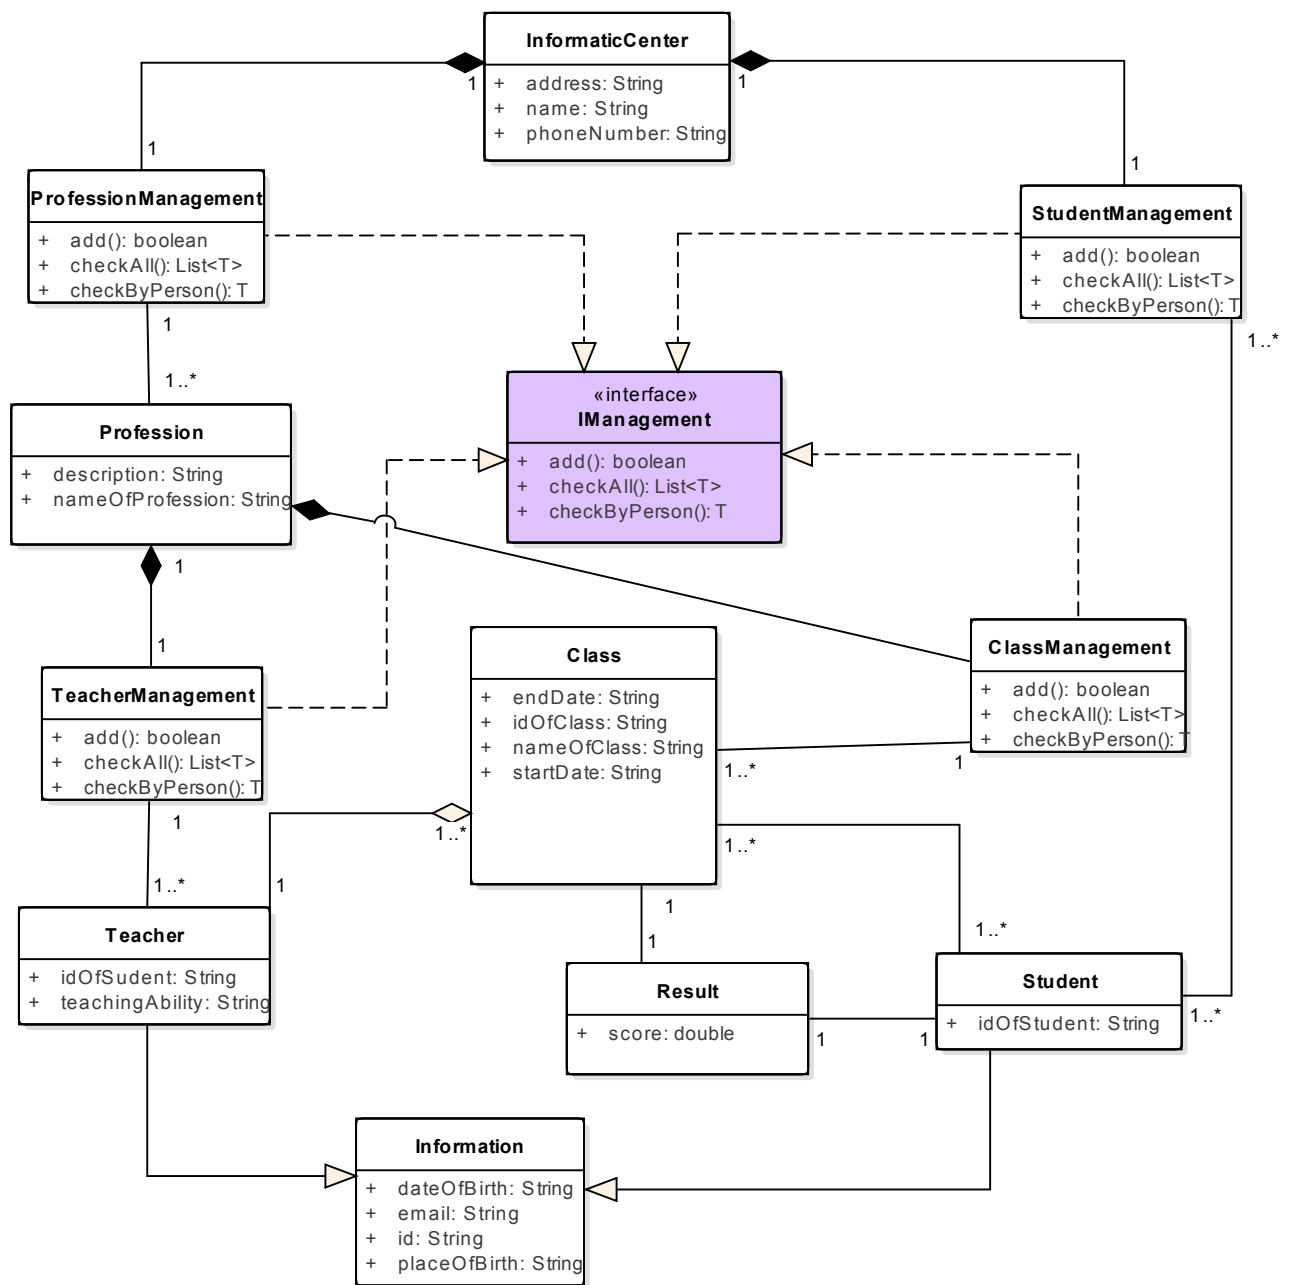 InformaticCenter
+ address: String
+ name: String
+ phoneNumber: String
1
1
1
1
ProfessionManagement
+ add(): boolean
+ checkAll(): List<T>
+ checkByPerson(): T
StudentManagement
+ add(): boolean
+ checkAll(): List<T>
+ checkByPerson(): T
1
1..*
1..*
«interface»
IManagement
+ add(): boolean
+ checkAll(): List<T>
+ checkByPerson(): T
Profession
+ description: String
+ nameOfProfession: String
1
1
TeacherManagement
+ add(): boolean
+ checkAll(): List<T>
+ checkByPerson(): T
Class
+ endDate: String
+ idOfClass: String
+ nameOfClass: String
+ startDate: String
ClassManagement
+ add(): boolean
+ checkAll(): List<T>
+ checkByPerson(): T
1..*
1
1
1..*
1..*
1..*
1
1
1
1..*
Teacher
+ idOfSudent: String
+ teachingAbility: String
Result
+ score: double
Student
+ idOfStudent: String
1..*
1
1
Information
+ dateOfBirth: String
+ email: String
+ id: String
+ placeOfBirth: String